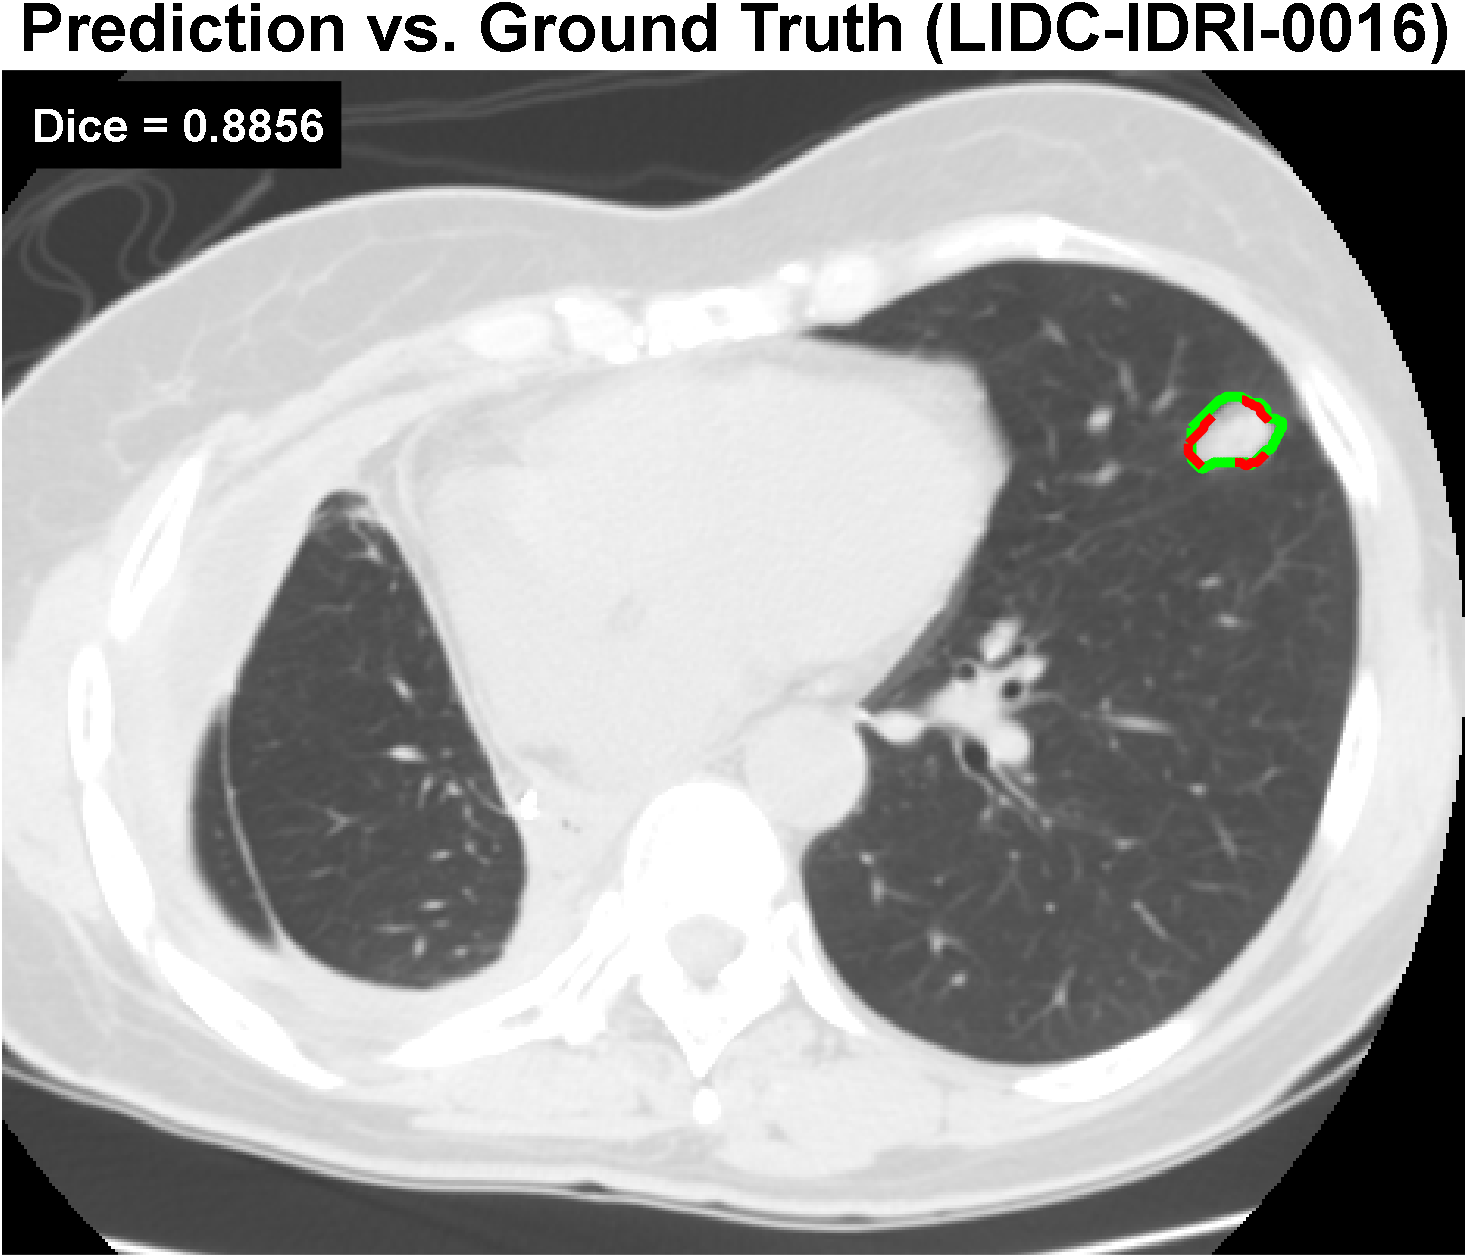 Prediction vs. Ground Truth (LIDC-IDRI-0016)
Dice = 0.8856